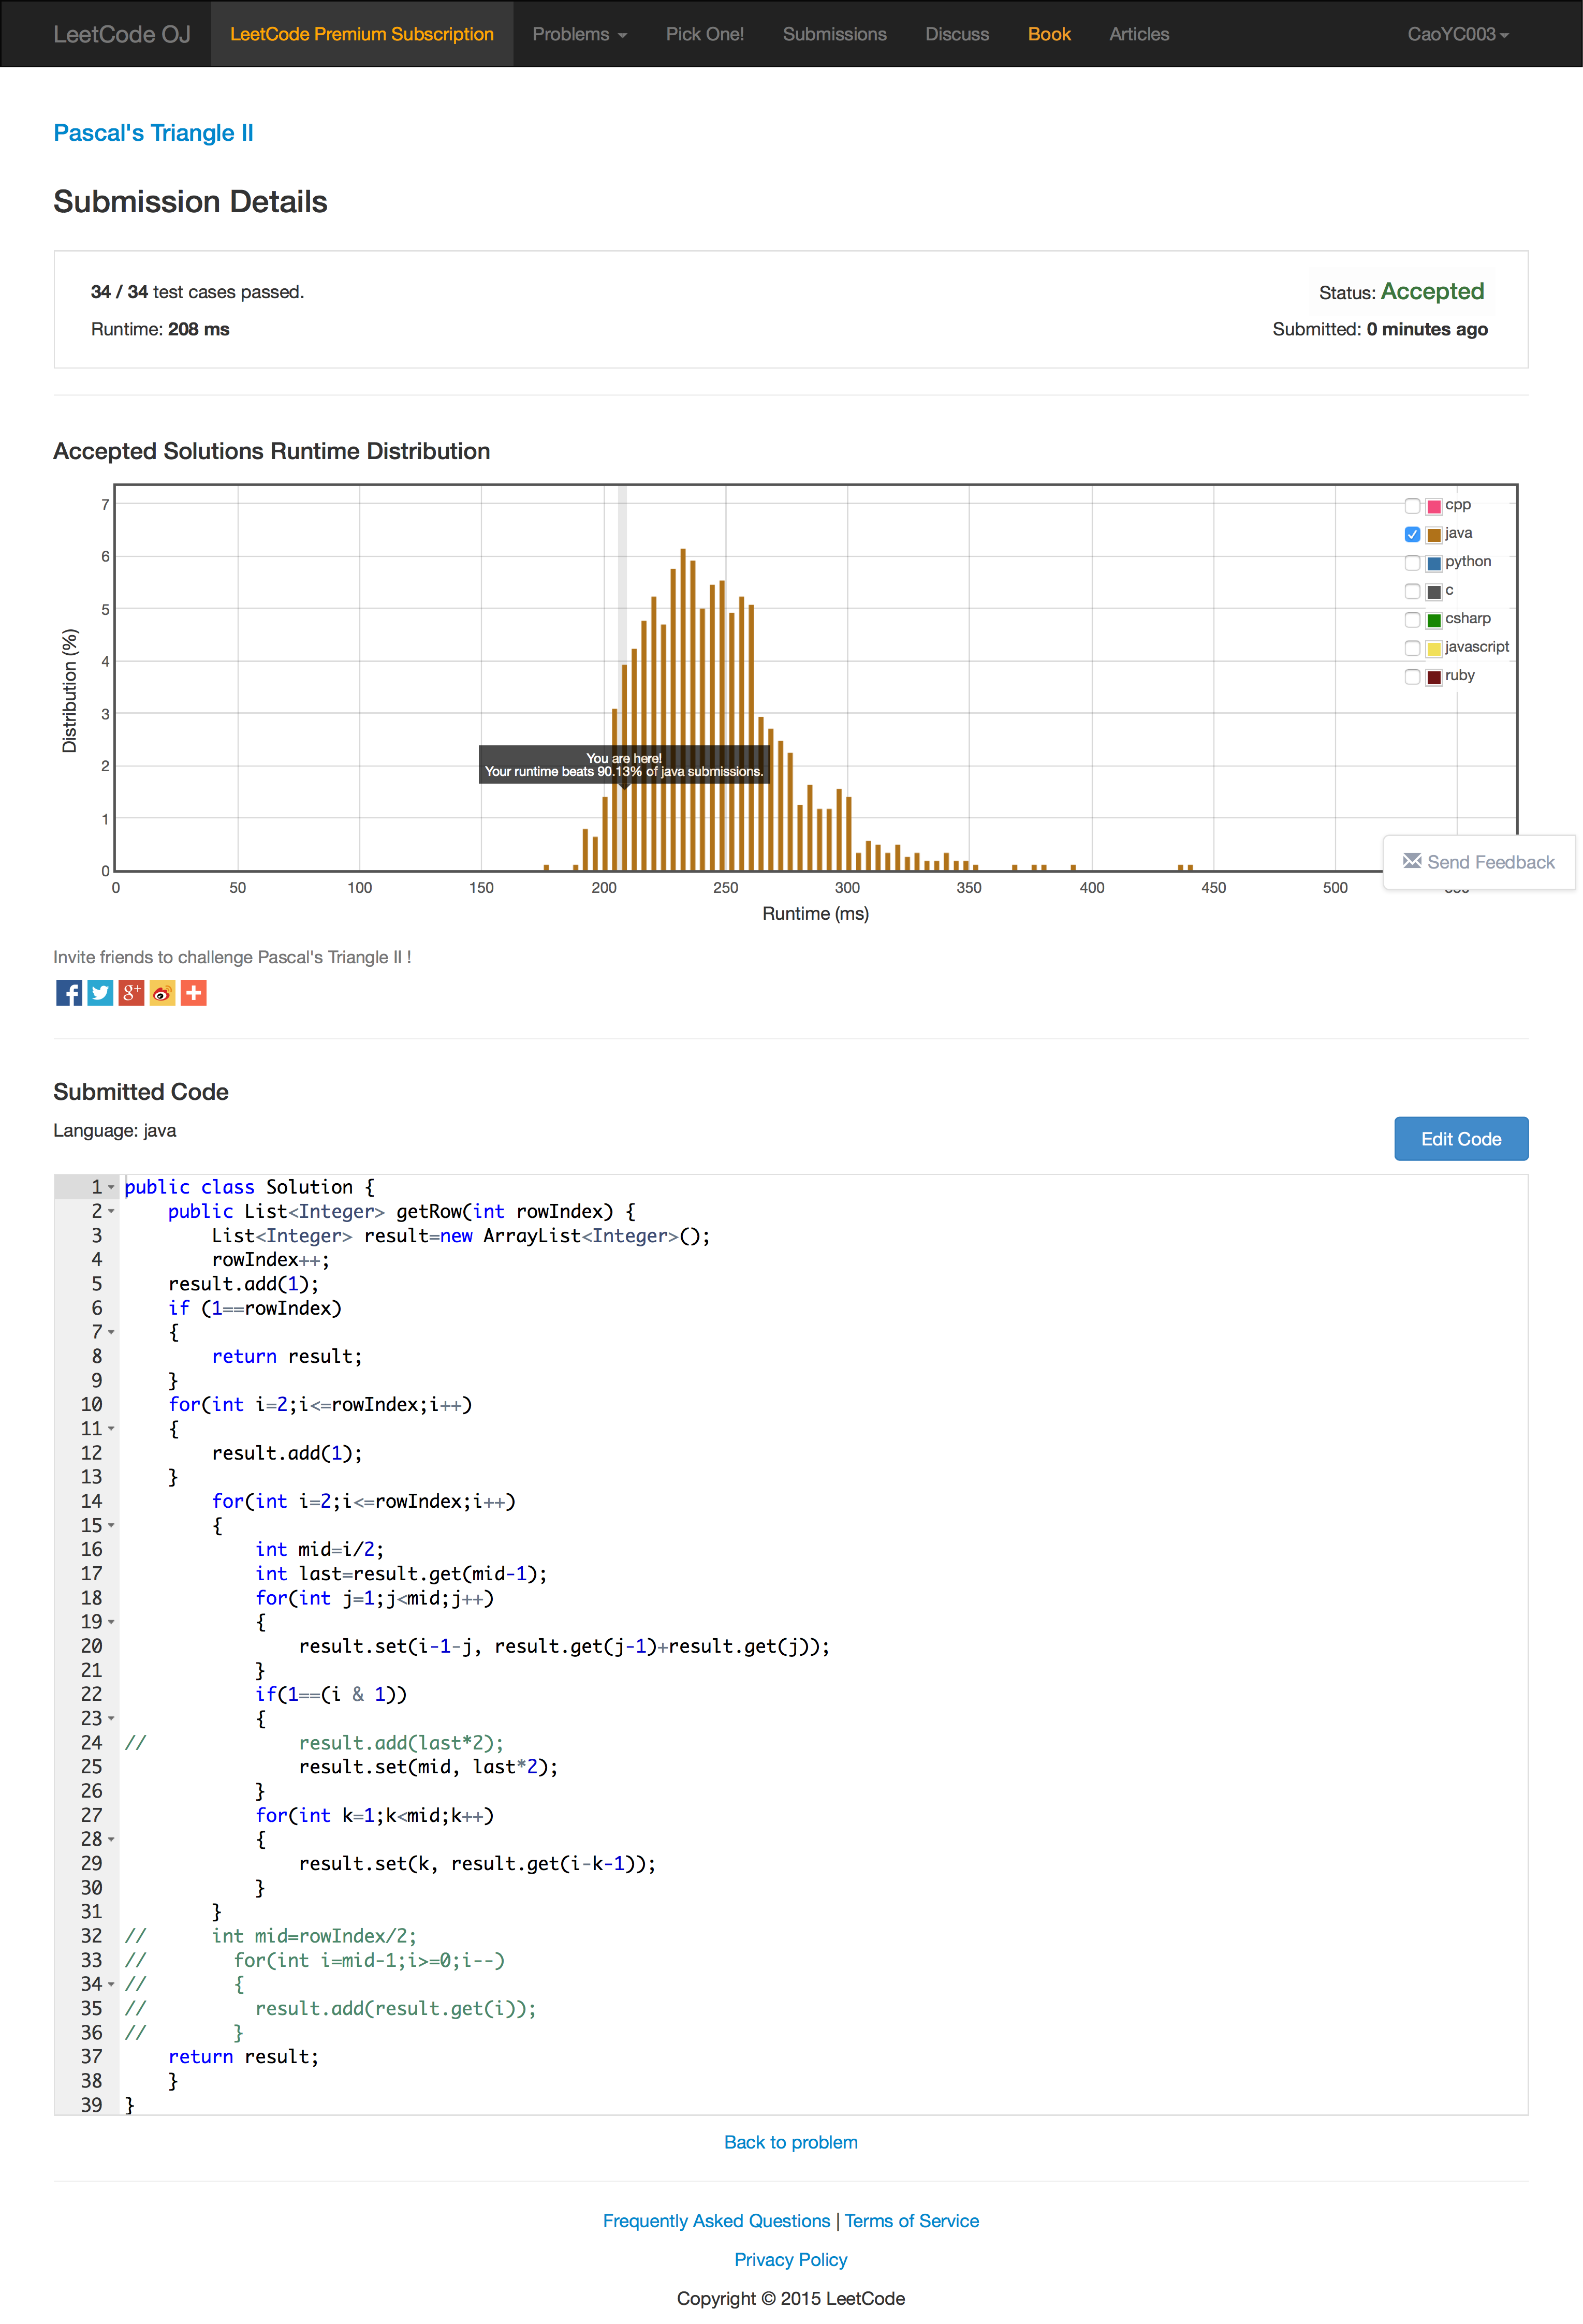 LeetCode OJ LeetCode Premium Subscription Problems Pick One! Submissions Discuss Book Articles CaoYC003
Pascal's Triangle II
Submission Details
34 / 34 test cases passed. Status: Accepted
Runtime: 208 ms Submitted: 0 minutes ago
Accepted Solutions Runtime Distribution
7
6
5
4
3
2
1
0
Distribution (%)
cpp
java
python
c
csharp
javascript
ruby
You are here!
Your runtime beats 90.13% of java submissions.
0 50 100 150 200 250 300 350 400 450 500
Runtime (ms)
Send Feedback
Invite friends to challenge Pascal's Triangle II !
Submitted Code
Language: java
Edit Code
1 public class Solution {
2     public List<Integer> getRow(int rowIndex) {
3         List<Integer> result=new ArrayList<Integer>();
4         rowIndex++;
5     result.add(1);
6     if (1==rowIndex)
7     {
8         return result;
9     }
10     for(int i=2;i<=rowIndex;i++)
11     {
12         result.add(1);
13     }
14         for(int i=2;i<=rowIndex;i++)
15         {
16             int mid=i/2;
17             int last=result.get(mid-1);
18             for(int j=1;j<mid;j++)
19             {
20                 result.set(i-1-j, result.get(j-1)+result.get(j));
21             }
22             if(1==(i & 1))
23             {
24 //              result.add(last*2);
25                 result.set(mid, last*2);
26             }
27             for(int k=1;k<mid;k++)
28             {
29                 result.set(k, result.get(i-k-1));
30             }
31         }
32 //      int mid=rowIndex/2;
33 //        for(int i=mid-1;i>=0;i--)
34 //        {
35 //          result.add(result.get(i));
36 //        }
37     return result;
38     }
39 }
Back to problem
Frequently Asked Questions | Terms of Service
Privacy Policy
Copyright © 2015 LeetCode